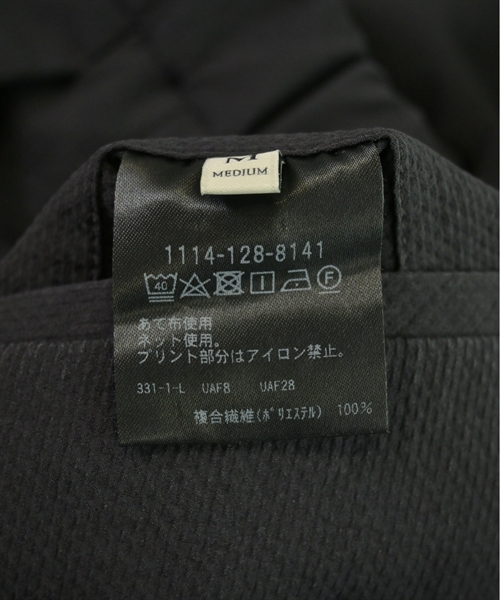 M
MEDIUM
1114-128-8141
40 F
あて布使用
ネット使用。
プリント部分はアイロン禁止。
331-1-L UAF8 UAF28
複合繊維(ポリエステル) 100%